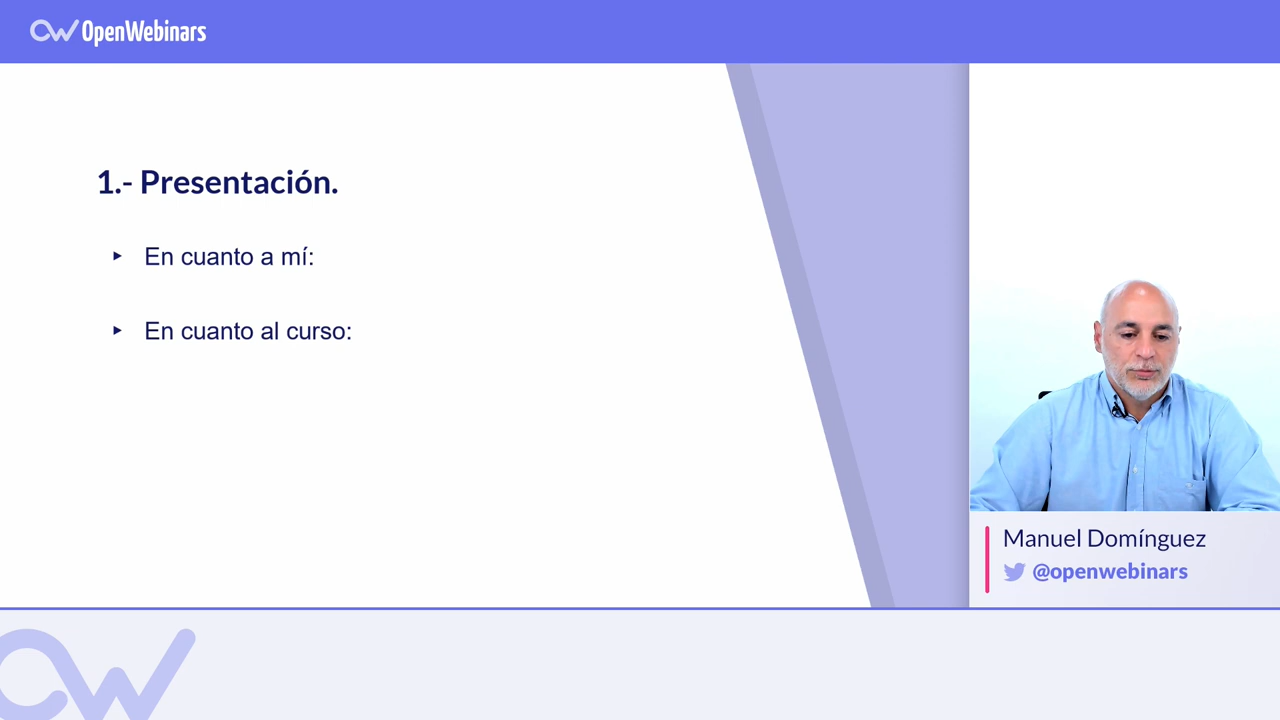 OpenWebinars
1.- Presentación.
En cuanto a mí:
En cuanto al curso:
Manuel Domínguez
@openwebinars